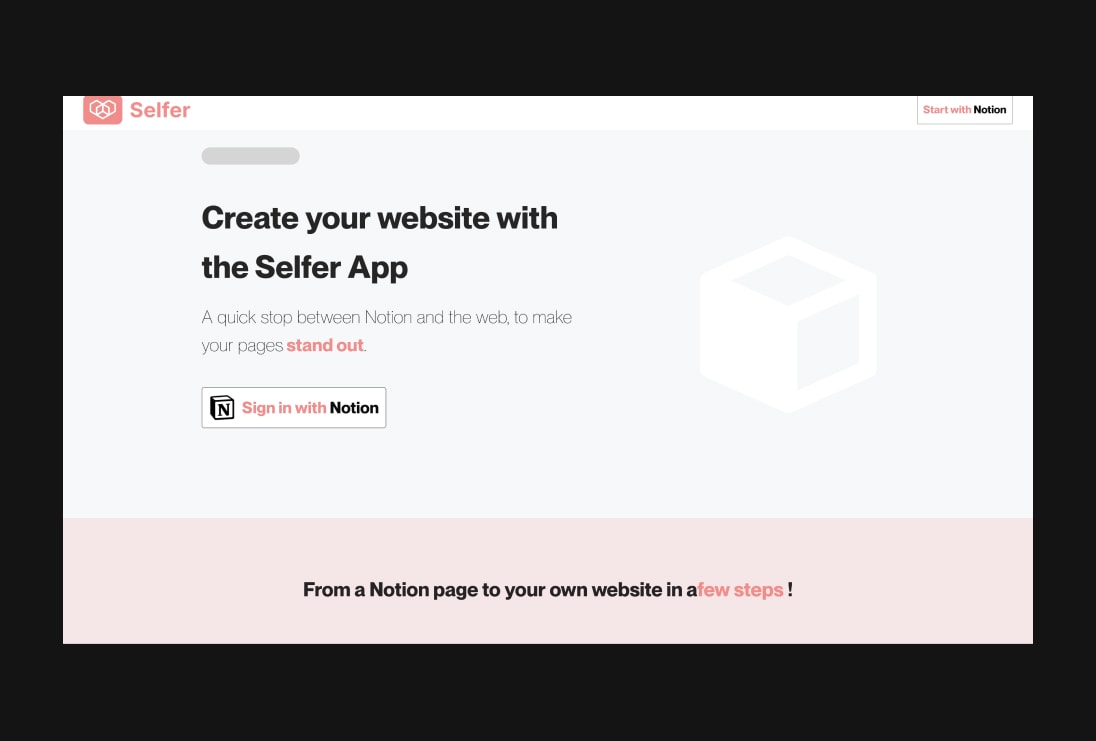 Selfer
Start with Notion
Create your website with
the Selfer App
A quick stop between Notion and the web, to make
your pages stand out.
N Sign in with Notion
From a Notion page to your own website in afew steps !